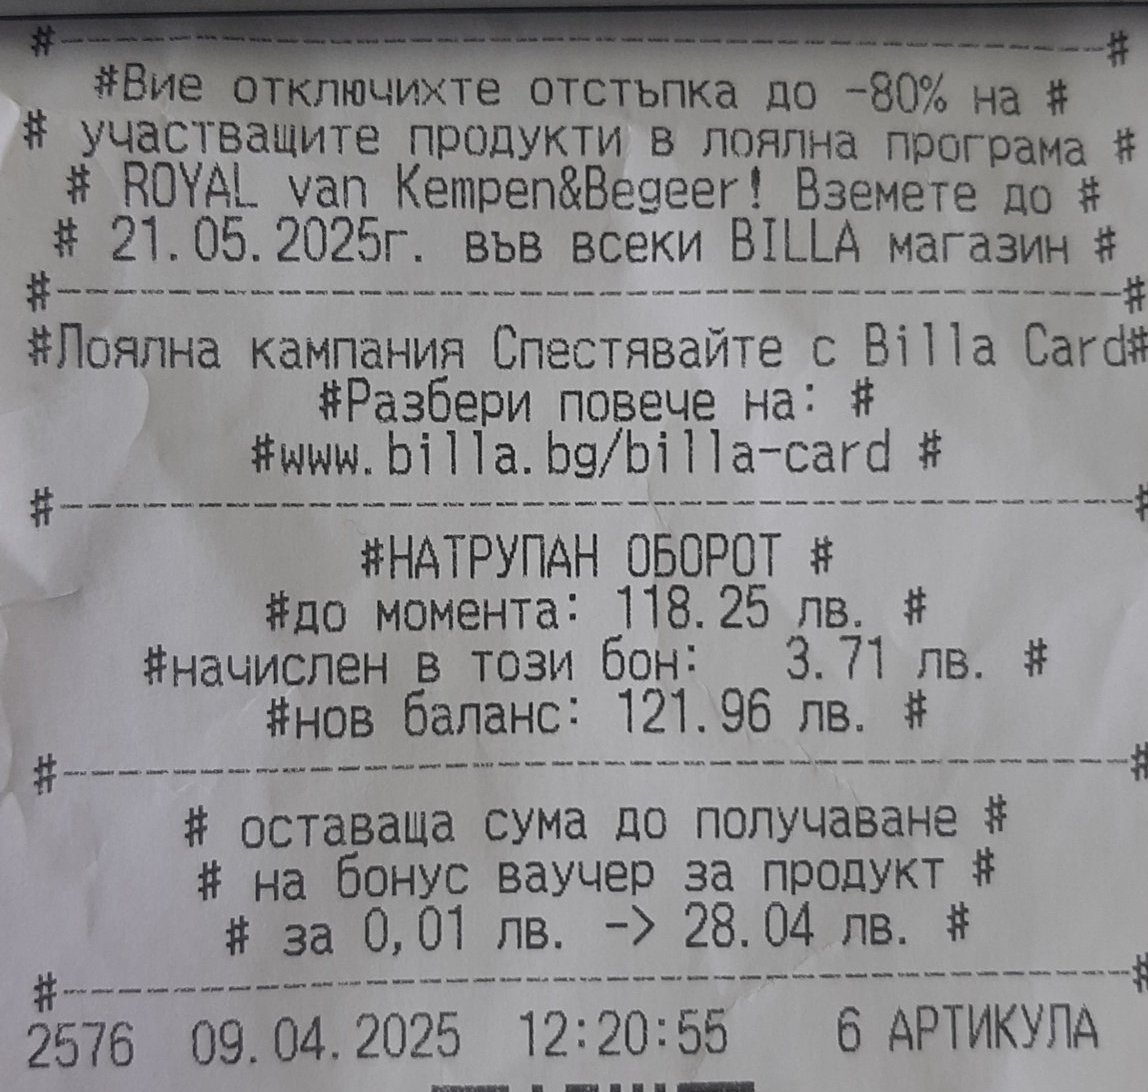 #--------------------------------------#
#Вие отключихте отстъпка до -80% на #
# участващите продукти в лоялна програма #
# ROYAL van Kempen&Begeer! Вземете до #
# 21.05.2025г. във всеки BILLA магазин #
#--------------------------------------#
#Лоялна кампания Спестявайте с Billa Card#
#Разбери повече на: #
#www.billa.bg/billa-card #
#--------------------------------------#
#НАТРУПАН ОБОРОТ #
#до момента: 118.25 лв. #
#начислен в този бон: 3.71 лв. #
#нов баланс: 121.96 лв. #
#--------------------------------------#
# оставаща сума до получаване #
# на бонус ваучер за продукт #
# за 0,01 лв. -> 28.04 лв. #
#--------------------------------------#
2576 09.04.2025 12:20:55 6 АРТИКУЛА